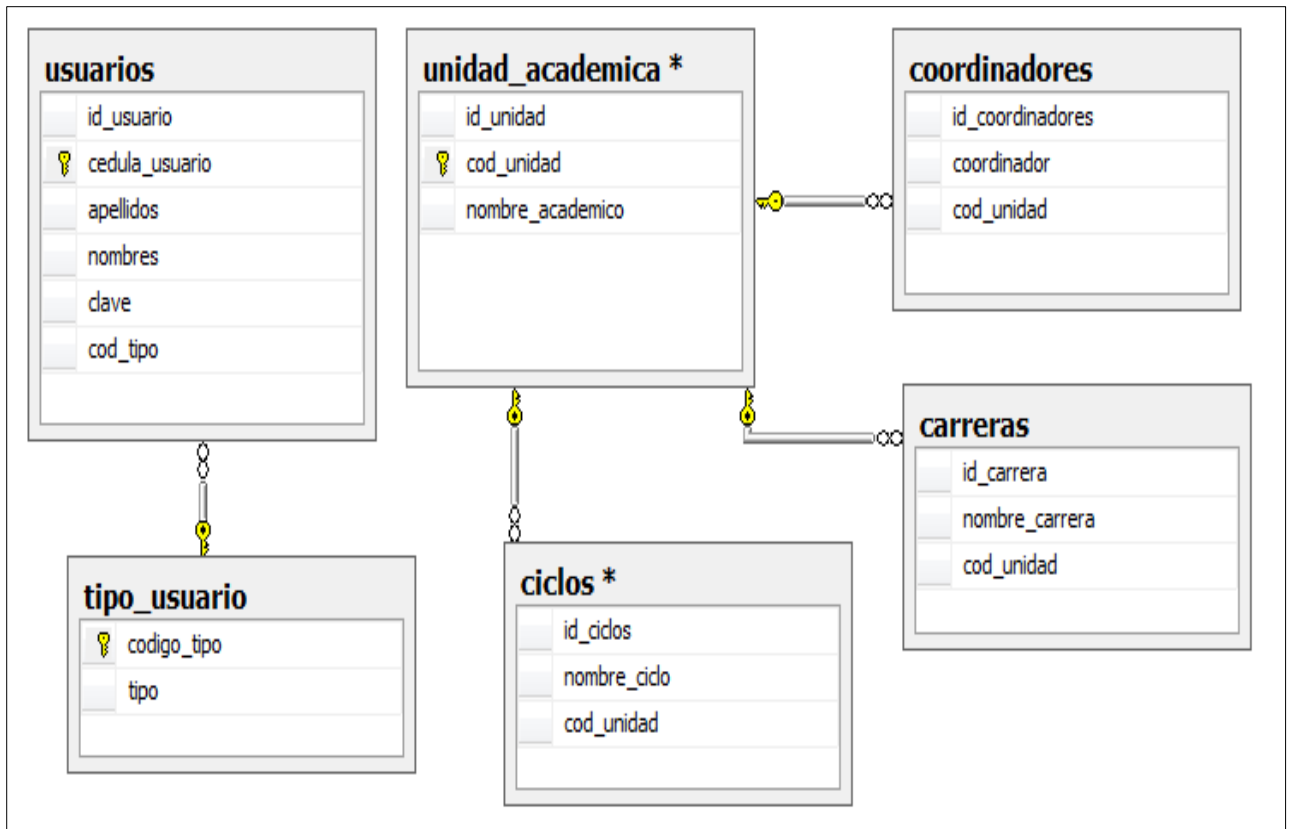 usuarios
id_usuario
cedula_usuario
apellidos
nombres
clave
cod_tipo
unidad_academica *
id_unidad
cod_unidad
nombre_academico
coordinadores
id_coordinadores
coordinador
cod_unidad
carreras
id_carrera
nombre_carrera
cod_unidad
tipo_usuario
codigo_tipo
tipo
ciclos *
id_ciclos
nombre_ciclo
cod_unidad